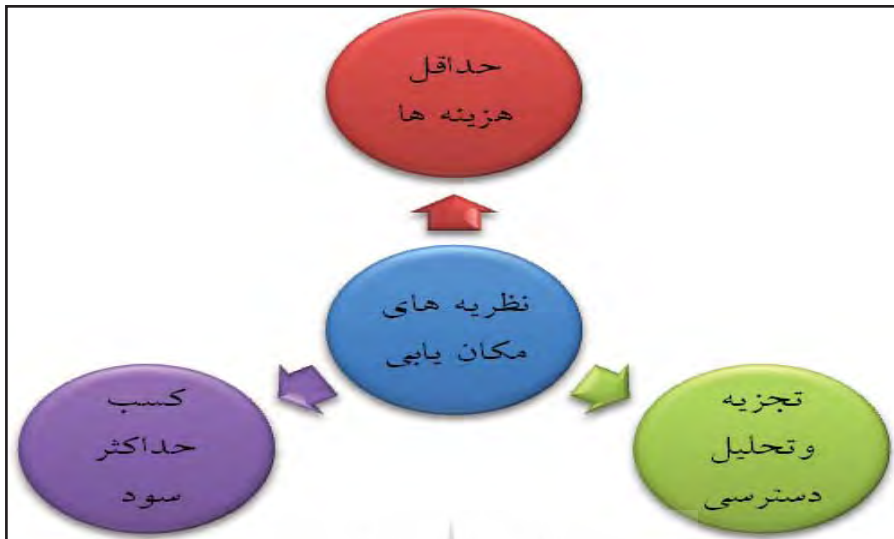 حداقل
هزینه ها
نظریه های
مکان یابی
تجزیه
وتحلیل
دسترسی
کسب
حداکثر
سود